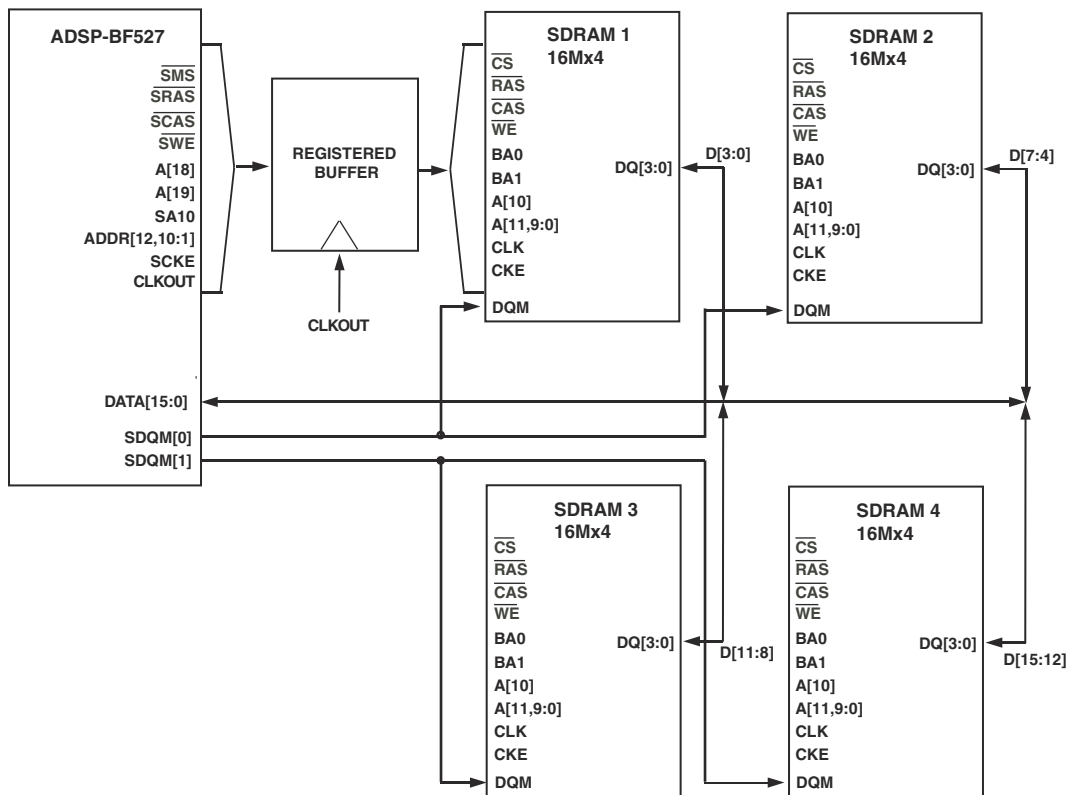 ADSP-BF527
SMS
SRAS
SCAS
SWE
A[18]
A[19]
SA10
ADDR[12,10:1]
SCKE
CLKOUT
DATA[15:0]
SDQM[0]
SDQM[1]
REGISTERED
BUFFER
CLKOUT
SDRAM 1
16Mx4
CS
RAS
CAS
WE
BA0
BA1
A[10]
A[11,9:0]
CLK
CKE
DQM
DQ[3:0]
D[3:0]
SDRAM 2
16Mx4
CS
RAS
CAS
WE
BA0
BA1
A[10]
A[11,9:0]
CLK
CKE
DQM
DQ[3:0]
D[7:4]
SDRAM 3
16Mx4
CS
RAS
CAS
WE
BA0
BA1
A[10]
A[11,9:0]
CLK
CKE
DQM
DQ[3:0]
D[11:8]
SDRAM 4
16Mx4
CS
RAS
CAS
WE
BA0
BA1
A[10]
A[11,9:0]
CLK
CKE
DQM
DQ[3:0]
D[15:12]